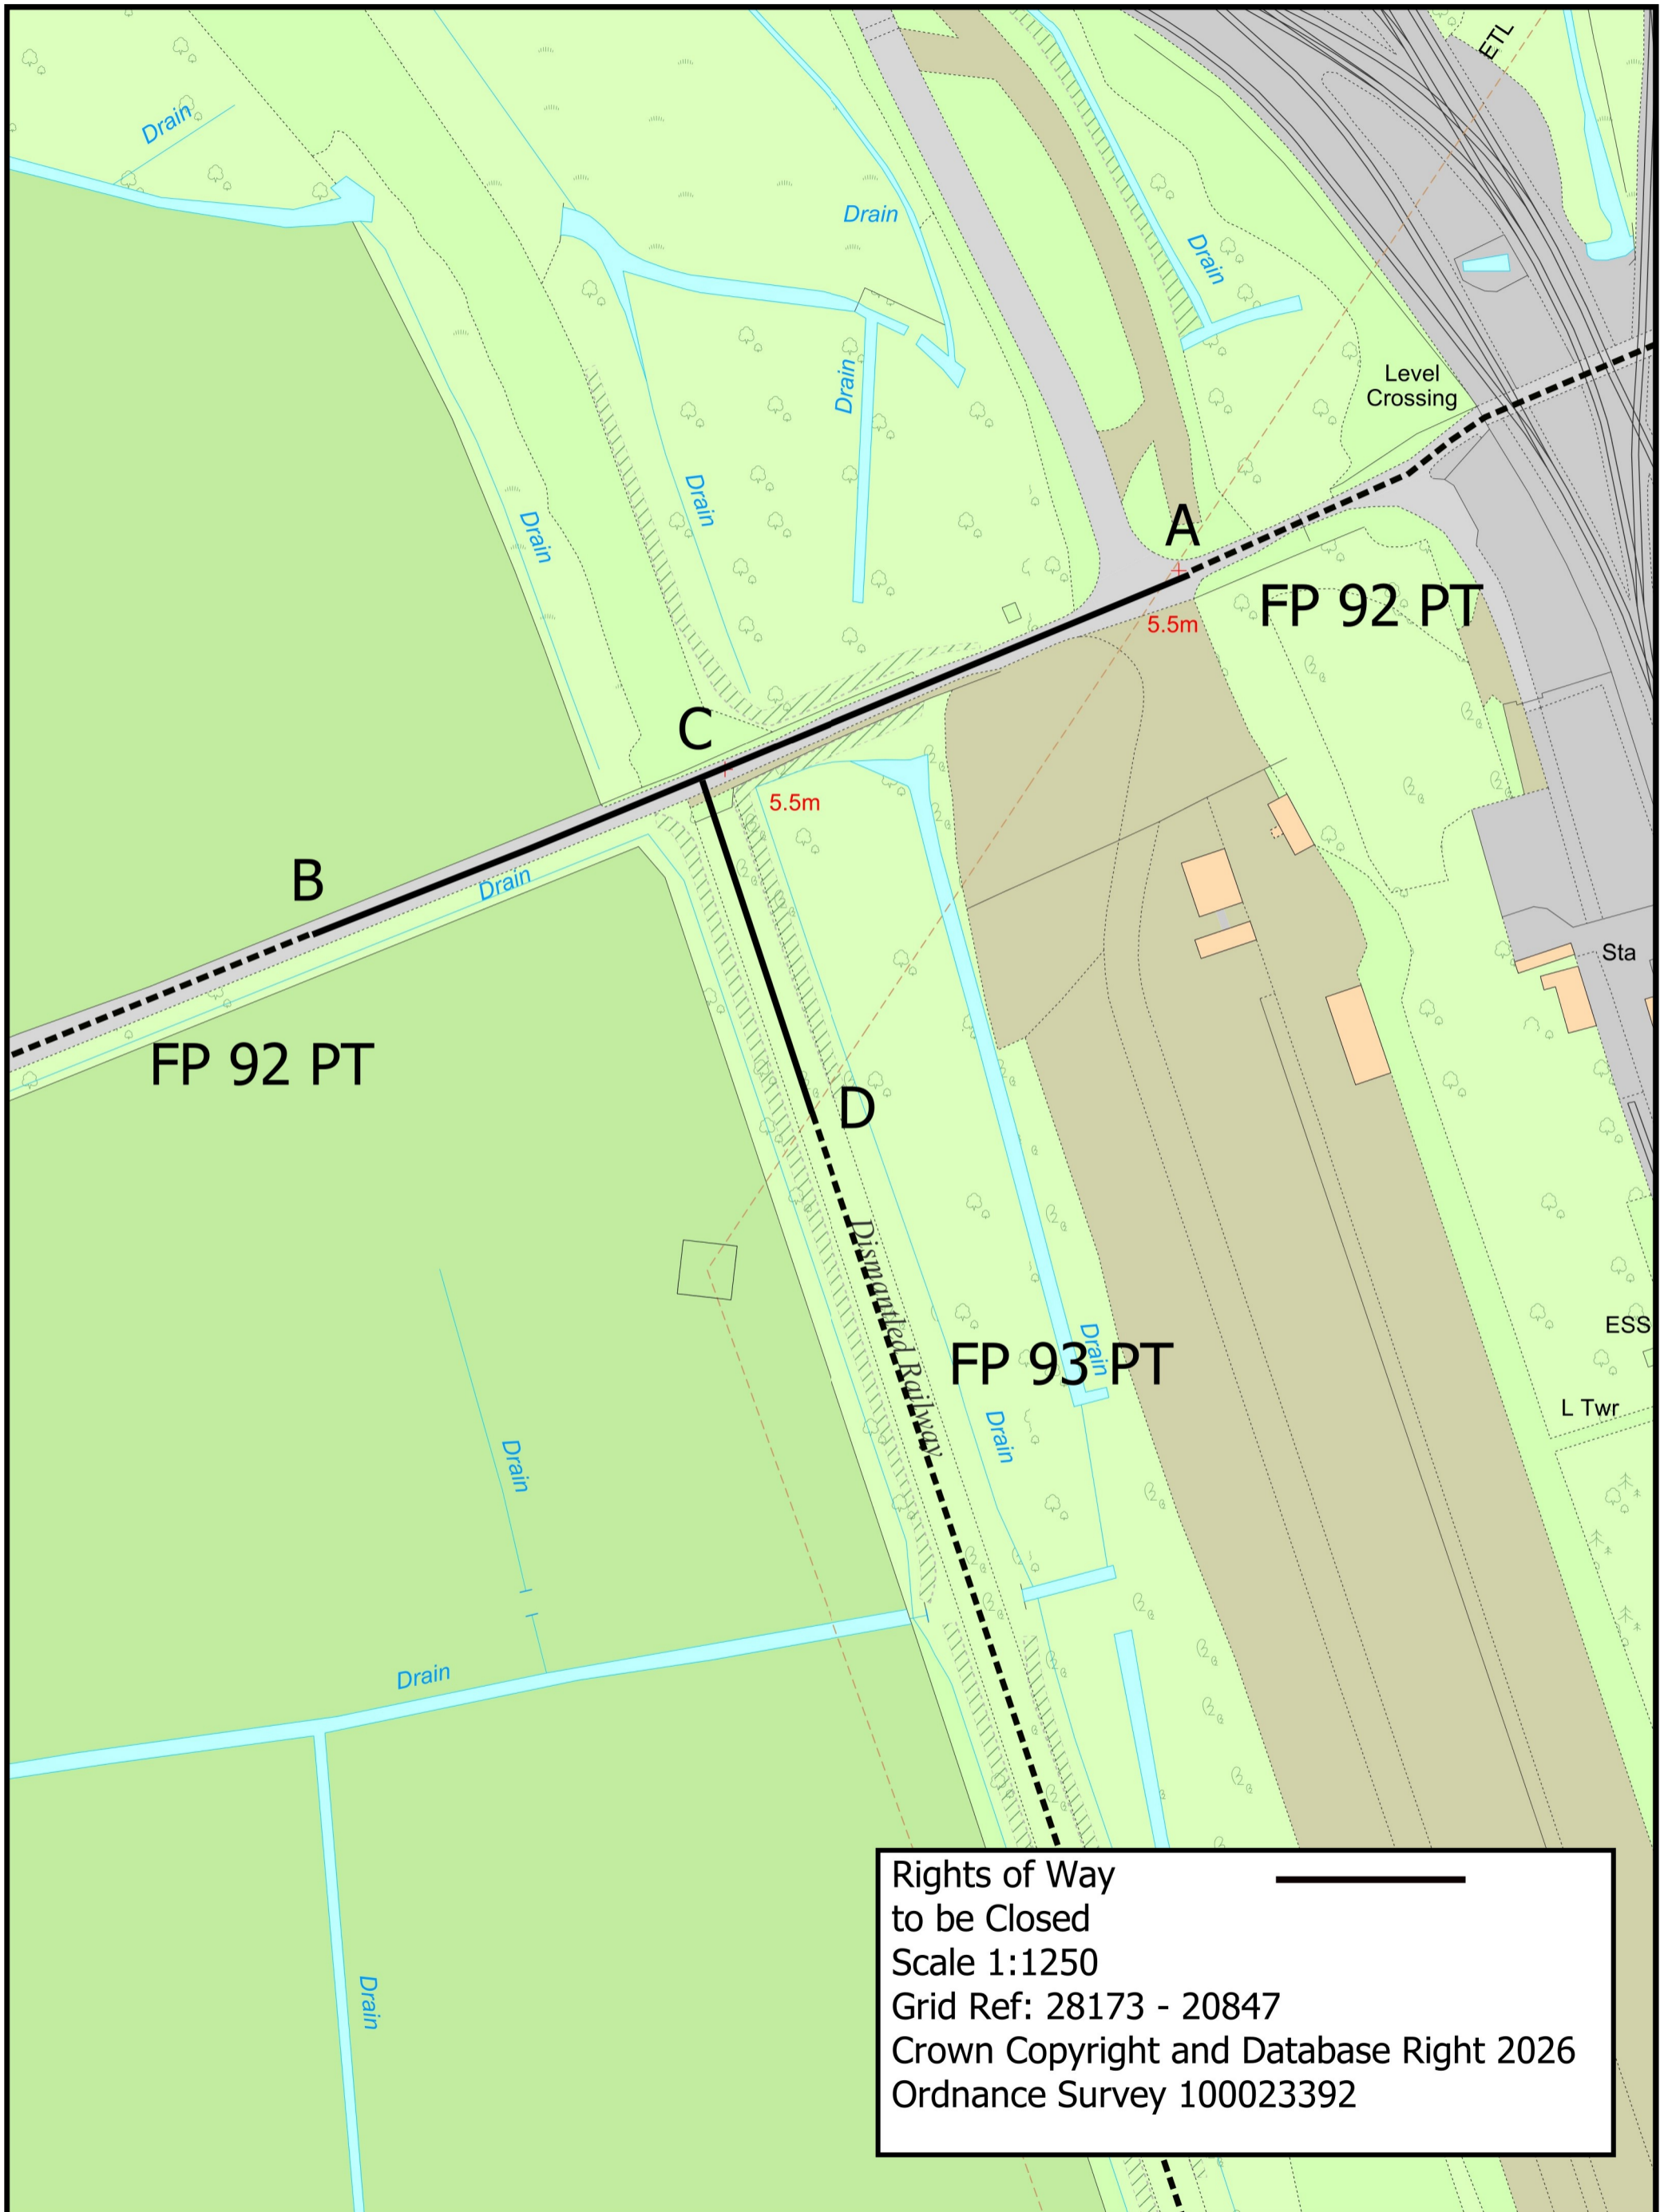 ETL
Drain
Drain
Drain
Level
Crossing
Drain
Drain
Drain
A
FP 92 PT
5.5m
C
5.5m
B
Drain
Sta
FP 92 PT
D
Dismantled Railway
ESS
Drain
FP 93 PT
L Twr
Drain
Drain
Drain
Drain
Rights of Way
to be Closed
Scale 1:1250
Grid Ref: 28173 - 20847
Crown Copyright and Database Right 2026
Ordnance Survey 100023392